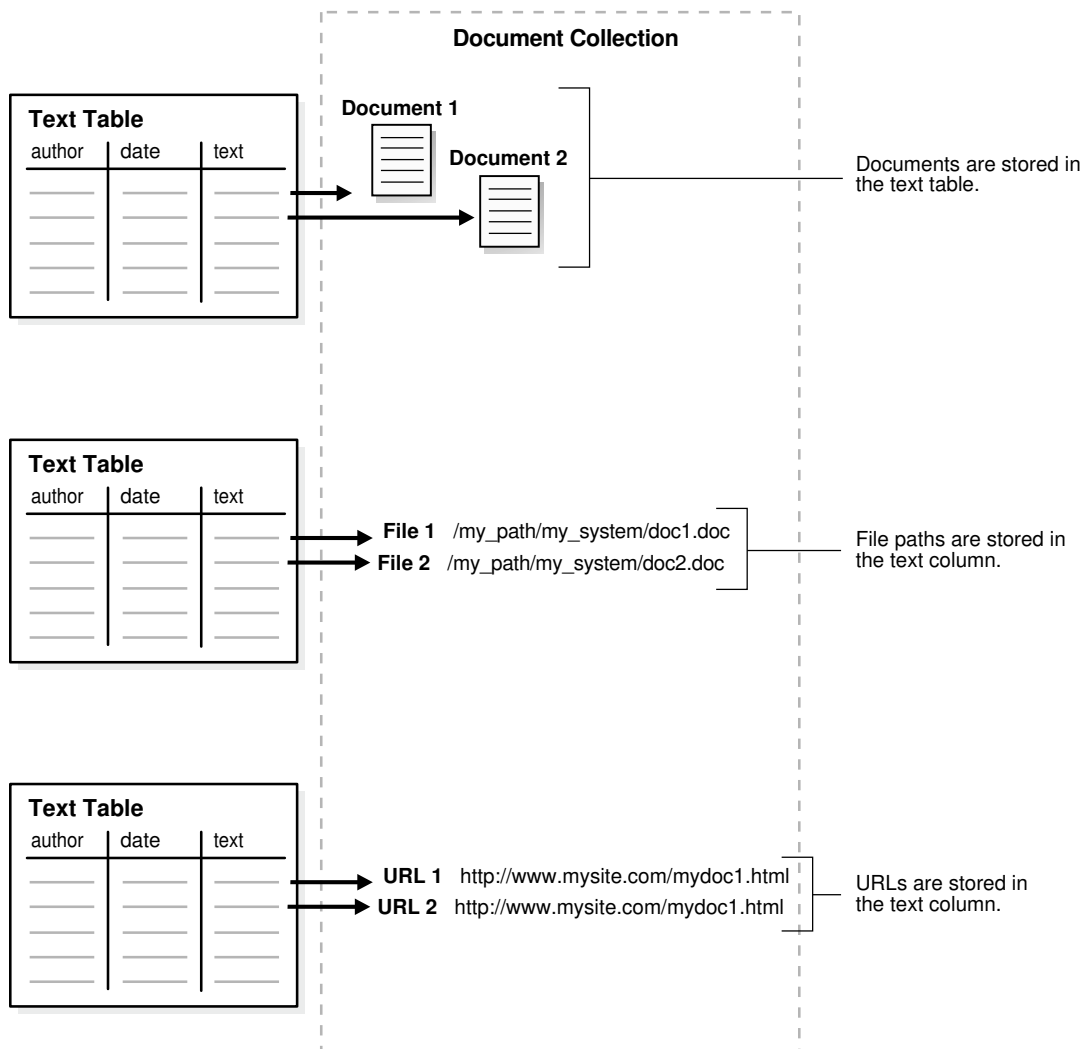 Document Collection
Text Table
author date text
Document 1
Document 2
Documents are stored in
the text table.
Text Table
author date text
File 1 /my_path/my_system/doc1.doc
File 2 /my_path/my_system/doc2.doc
File paths are stored in
the text column.
Text Table
author date text
URL 1 http://www.mysite.com/mydoc1.html
URL 2 http://www.mysite.com/mydoc1.html
URLs are stored in
the text column.